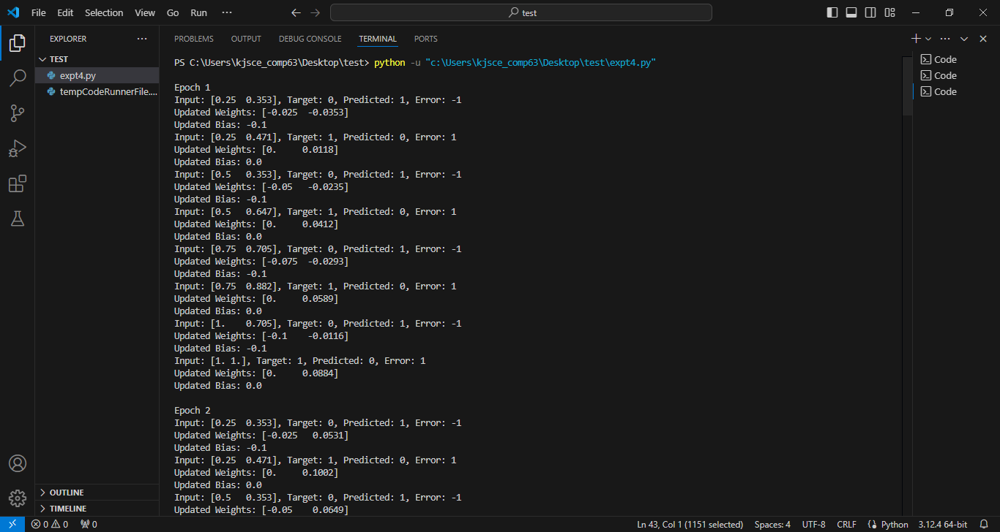 File Edit Selection View Go Run ··· test
EXPLORER ···
TEST
expt4.py
tempCodeRunnerFile....
OUTLINE
TIMELINE
PROBLEMS OUTPUT DEBUG CONSOLE TERMINAL PORTS
PS C:\Users\kjsce_comp63\Desktop\test> python -u "c:\Users\kjsce_comp63\Desktop\test\expt4.py"
Epoch 1
Input: [0.25  0.353], Target: 0, Predicted: 1, Error: -1
Updated Weights: [-0.025  -0.0353]
Updated Bias: -0.1
Input: [0.25  0.471], Target: 1, Predicted: 0, Error: 1
Updated Weights: [0.     0.0118]
Updated Bias: 0.0
Input: [0.5   0.353], Target: 0, Predicted: 1, Error: -1
Updated Weights: [-0.05   -0.0235]
Updated Bias: -0.1
Input: [0.5   0.647], Target: 1, Predicted: 0, Error: 1
Updated Weights: [0.     0.0412]
Updated Bias: 0.0
Input: [0.75  0.705], Target: 0, Predicted: 1, Error: -1
Updated Weights: [-0.075  -0.0293]
Updated Bias: -0.1
Input: [0.75  0.882], Target: 1, Predicted: 0, Error: 1
Updated Weights: [0.     0.0589]
Updated Bias: 0.0
Input: [1.    0.705], Target: 0, Predicted: 1, Error: -1
Updated Weights: [-0.1    -0.0116]
Updated Bias: -0.1
Input: [1. 1.], Target: 1, Predicted: 0, Error: 1
Updated Weights: [0.     0.0884]
Updated Bias: 0.0
Epoch 2
Input: [0.25  0.353], Target: 0, Predicted: 1, Error: -1
Updated Weights: [-0.025   0.0531]
Updated Bias: -0.1
Input: [0.25  0.471], Target: 1, Predicted: 0, Error: 1
Updated Weights: [0.     0.1002]
Updated Bias: 0.0
Input: [0.5   0.353], Target: 0, Predicted: 1, Error: -1
Updated Weights: [-0.05    0.0649]
Code
Code
Code
0 0 0 Ln 43, Col 1 (1151 selected) Spaces: 4 UTF-8 CRLF Python 3.12.4 64-bit